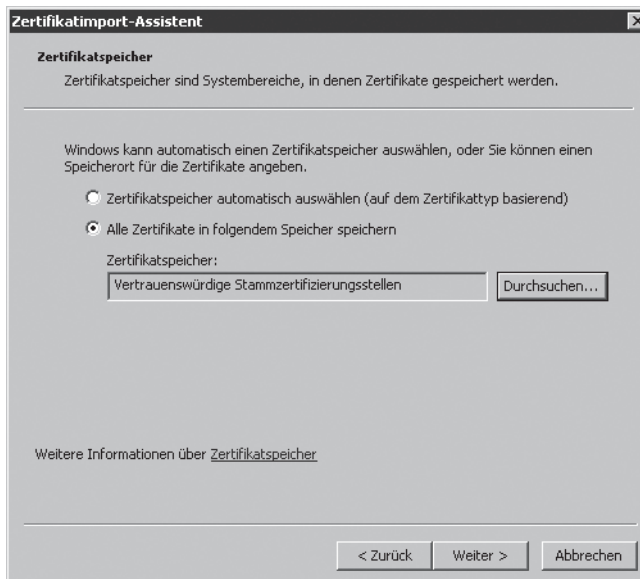 Zertifikatimport-Assistent
Zertifikatspeicher
Zertifikatspeicher sind Systembereiche, in denen Zertifikate gespeichert werden.
Windows kann automatisch einen Zertifikatspeicher auswählen, oder Sie können einen
Speicherort für die Zertifikate angeben.
Zertifikatspeicher automatisch auswählen (auf dem Zertifikattyp basierend)
Alle Zertifikate in folgendem Speicher speichern
Zertifikatspeicher:
Vertrauenswürdige Stammzertifizierungsstellen
Durchsuchen...
Weitere Informationen über Zertifikatspeicher
< Zurück
Weiter >
Abbrechen